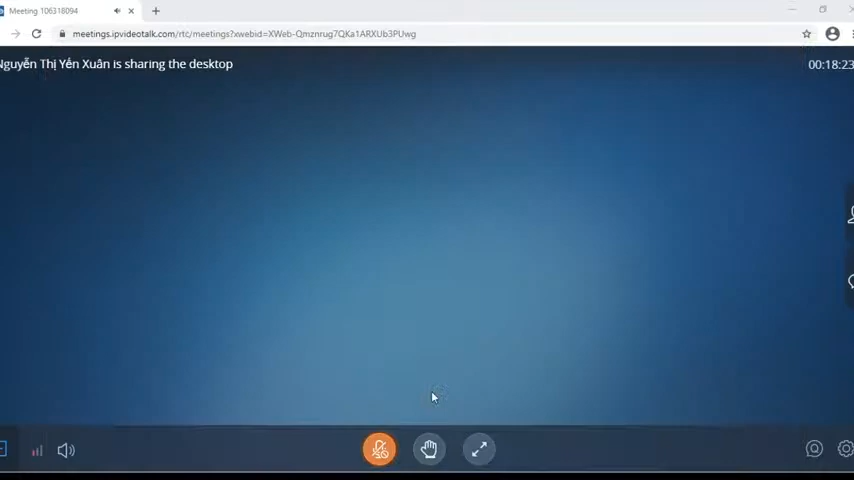 Meeting 106318094
meetings.ipvideotalk.com/rtc/meetings?xwebid=XWeb-Qmznrug7QKa1ARXUb3PUwg
Nguyễn Thị Yến Xuân is sharing the desktop
00:18:23